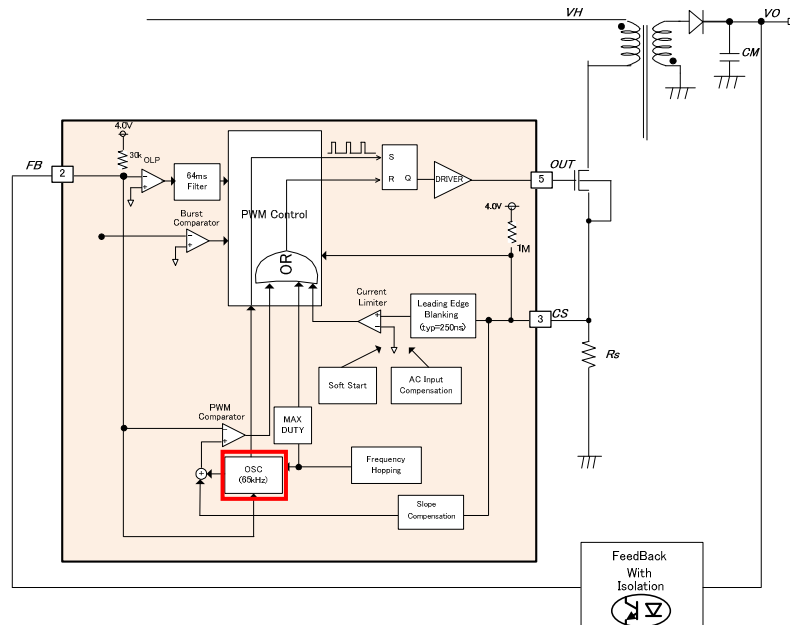 VH
VO
CM
4.0V
30k
OLP
FB
2
64ms
Filter
S
R
Q
DRIVER
5
OUT
PWM Control
Burst
Comparator
4.0V
1M
OR
Current
Limiter
Leading Edge
Blanking
(typ=250ns)
3
CS
Rs
Soft Start
AC Input
Compensation
PWM
Comparator
MAX
DUTY
OSC
(65kHz)
Frequency
Hopping
Slope
Compensation
FeedBack
With
Isolation